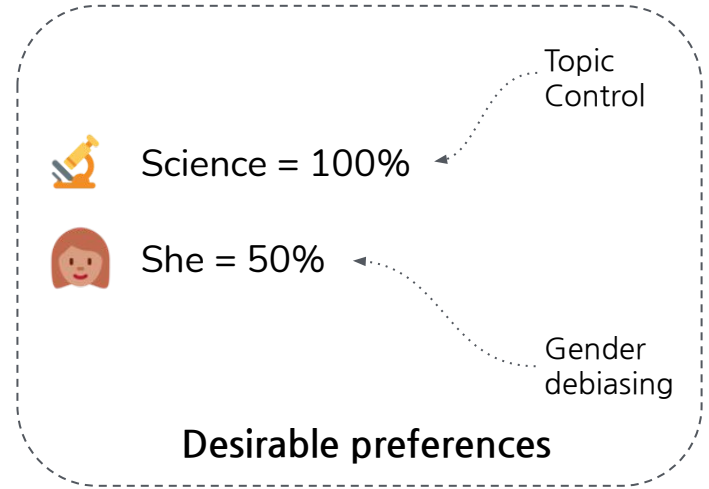 Topic
Control
Science = 100%
She = 50%
Gender
debiasing
Desirable preferences